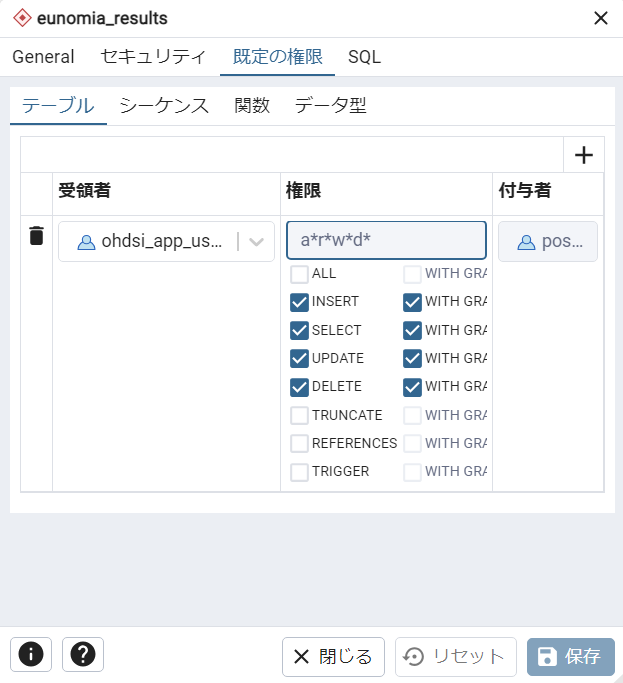 eunomia_results
General セキュリティ 既定の権限 SQL
テーブル シーケンス 関数 データ型
受領者 権限 付与者
ohdsi_app_us... a*r*w*d* pos...
ALL WITH GRA
INSERT WITH GRA
SELECT WITH GRA
UPDATE WITH GRA
DELETE WITH GRA
TRUNCATE WITH GRA
REFERENCES WITH GRA
TRIGGER WITH GRA
閉じる リセット 保存